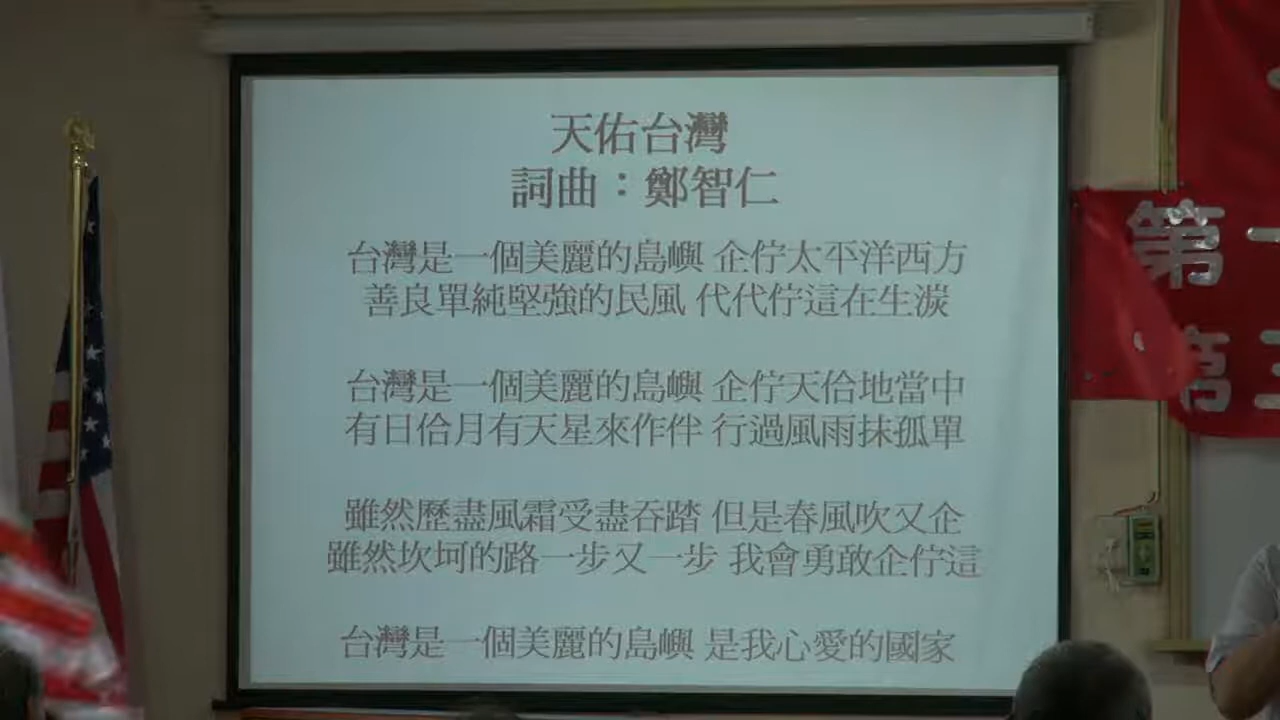 天佑台灣
詞曲：鄭智仁
台灣是一個美麗的島嶼 企佇太平洋西方
善良單純堅強的民風 代代佇這在生湠
台灣是一個美麗的島嶼 企佇天佮地當中
有日佮月有天星來作伴 行過風雨抹孤單
雖然歷盡風霜受盡吞踏 但是春風吹又企
雖然坎坷的路一步又一步 我會勇敢企佇這
台灣是一個美麗的島嶼 是我心愛的國家
第
第